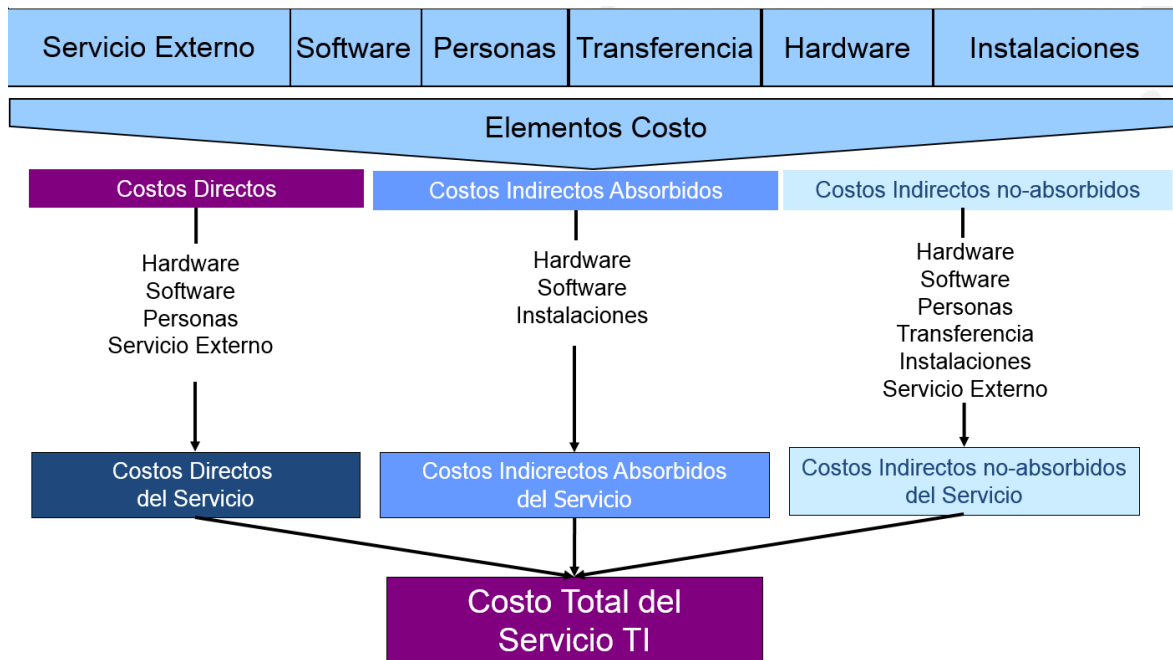 Servicio Externo
Software
Personas
Transferencia
Hardware
Instalaciones
Elementos Costo
Costos Directos
Costos Indirectos Absorbidos
Costos Indirectos no-absorbidos
Hardware
Software
Personas
Servicio Externo
Hardware
Software
Instalaciones
Hardware
Software
Personas
Transferencia
Instalaciones
Servicio Externo
Costos Directos
del Servicio
Costos Indicrectos Absorbidos
del Servicio
Costos Indirectos no-absorbidos
del Servicio
Costo Total del
Servicio TI